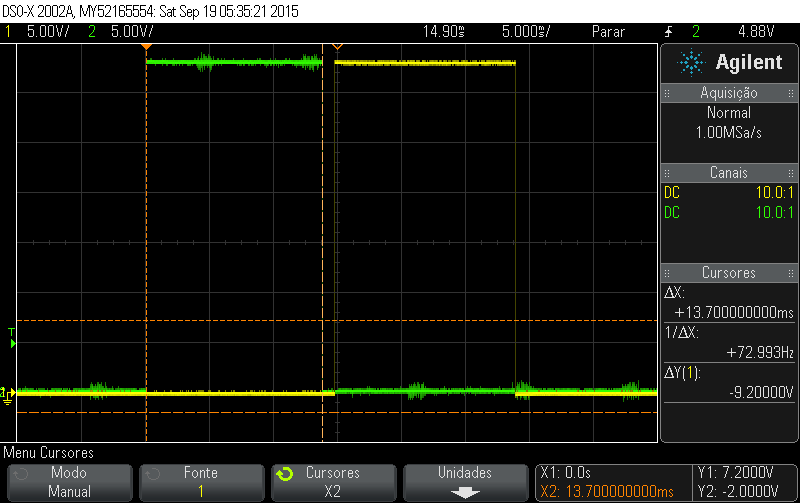 DSO-X 2002A, MY52165554: Sat Sep 19 05:35:21 2015
1 5.00V/ 2 5.00V/ 14.90s 5.000s/ Parar 2 4.88V
Agilent
Aquisição
Normal
1.00MSa/s
Canais
DC 10.0:1
DC 10.0:1
Cursores
ΔX:
+13.700000000ms
1/ΔX:
+72.993Hz
ΔY(1):
-9.20000V
T
2
Menu Cursores
Modo
Manual
Fonte
1
Cursores
X2
Unidades
X1: 0.0s
X2: 13.700000000ms
Y1: 7.2000V
Y2: -2.0000V